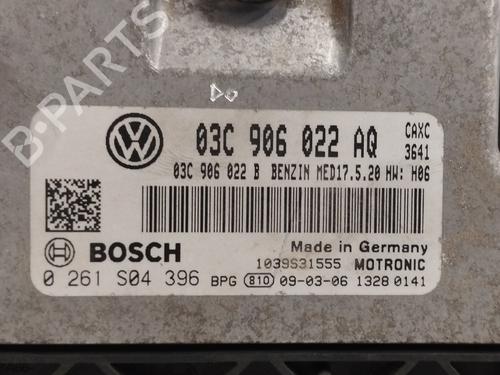 B-PARTS
DO
03C 906 022 AQ
CAXC
3641
03C 906 022 B BENZIN MED17.5.20 HW: H06
BOSCH
Made in Germany
1039S31555 MOTRONIC
0 261 S04 396 BPG 810 09-03-06 1328 0141